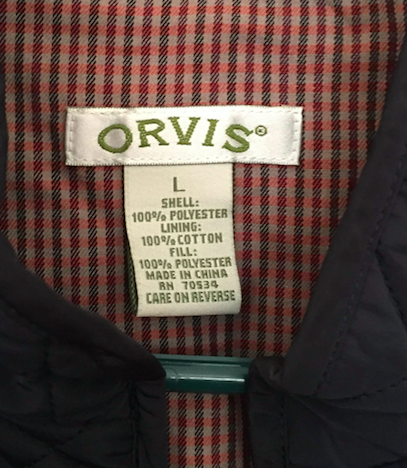 ORVIS®
L
SHELL:
100% POLYESTER
LINING:
100% COTTON
FILL:
100% POLYESTER
MADE IN CHINA
RN 70534
CARE ON REVERSE